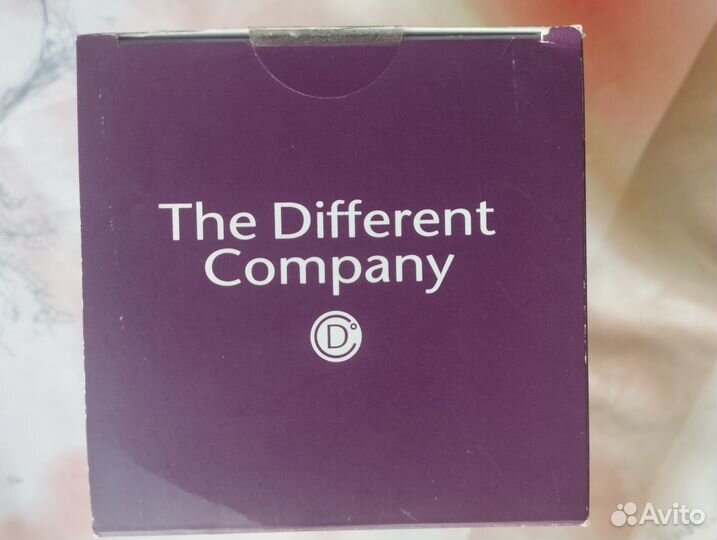 The Different
Company
D
Avito